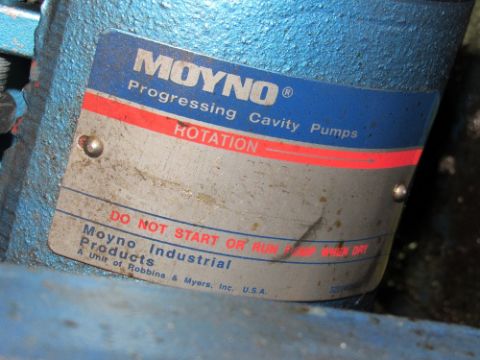 MOYNO®
Progressing Cavity Pumps
ROTATION
DO NOT START OR RUN PUMP WHEN DRY
Moyno Industrial
Products
A Unit of Robbins & Myers, Inc. U.S.A.